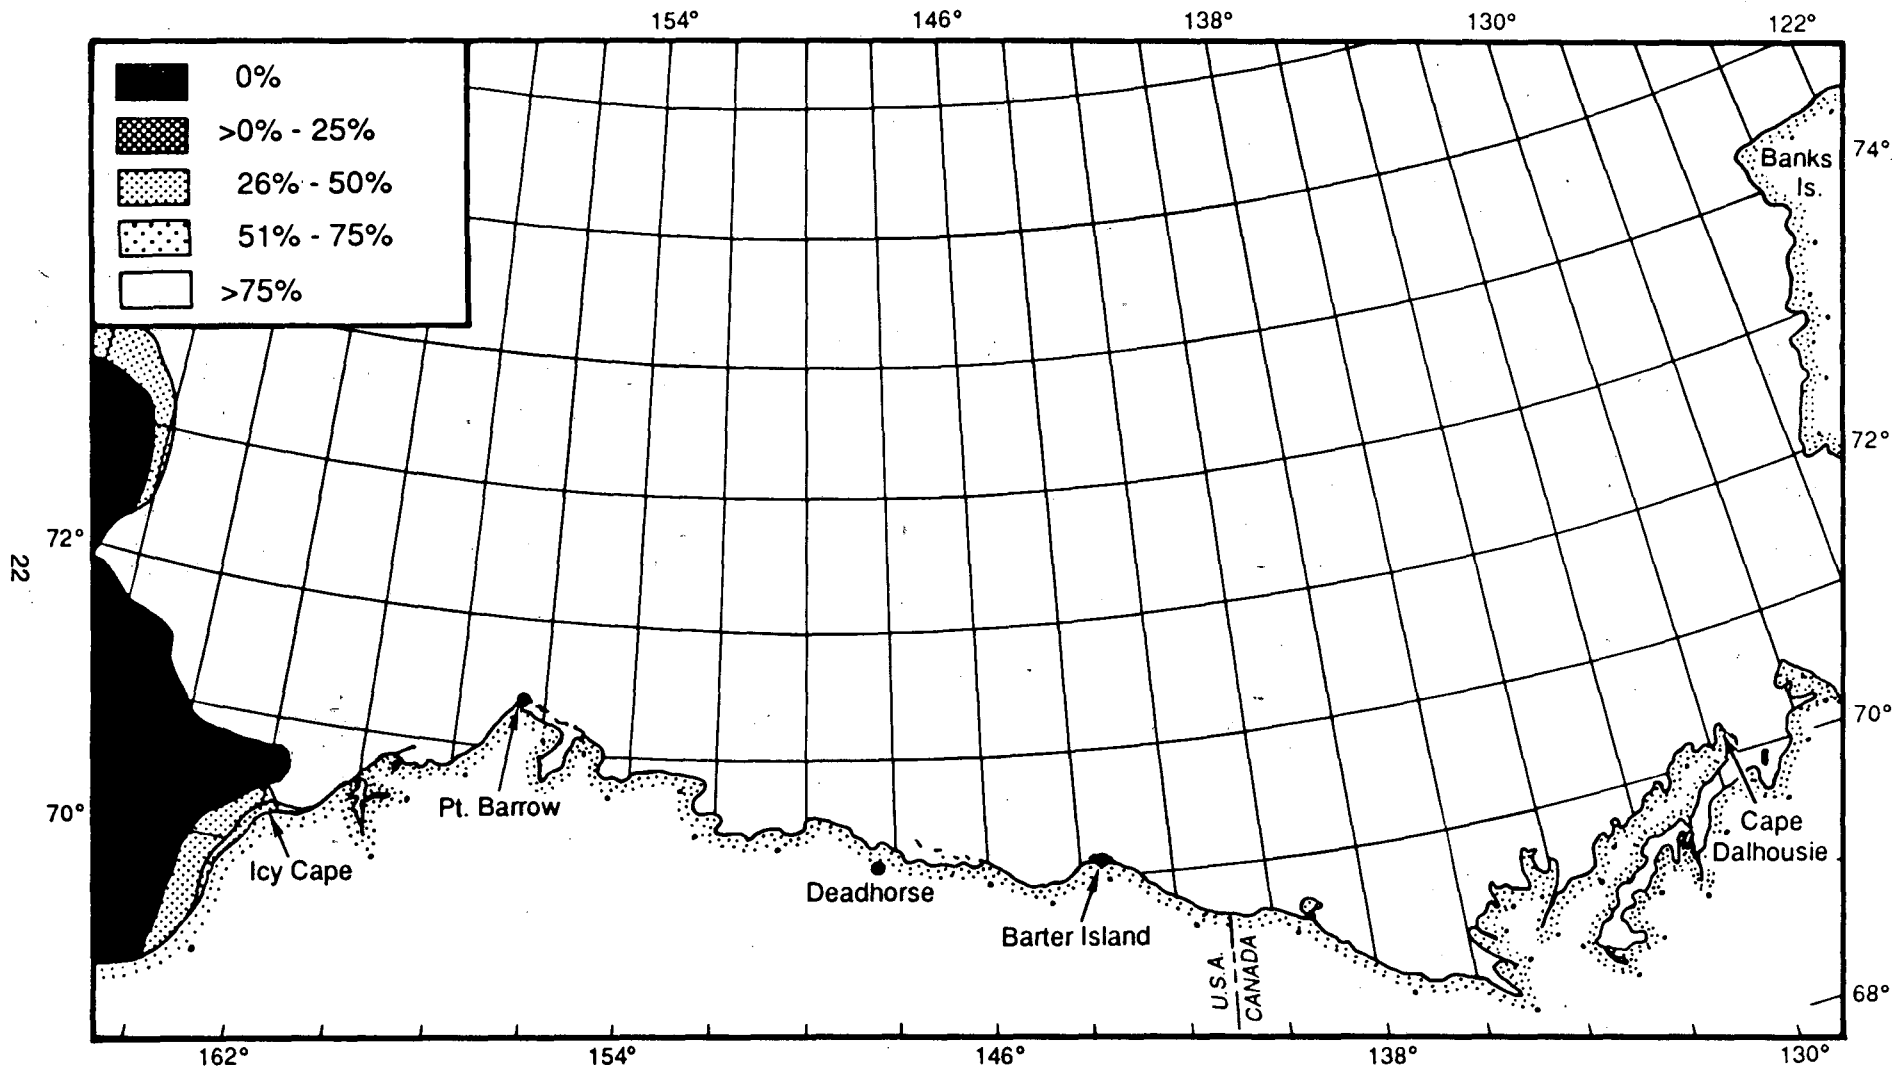 154° 146° 138° 130° 122°
0%
>0% - 25%
26% - 50%
51% - 75%
>75%
74°
Banks
Is.
72°
72°
22
70°
70°
Pt. Barrow
Icy Cape
Cape
Dalhousie
Deadhorse
Barter Island
U.S.A.
CANADA
68°
162° 154° 146° 138° 130°